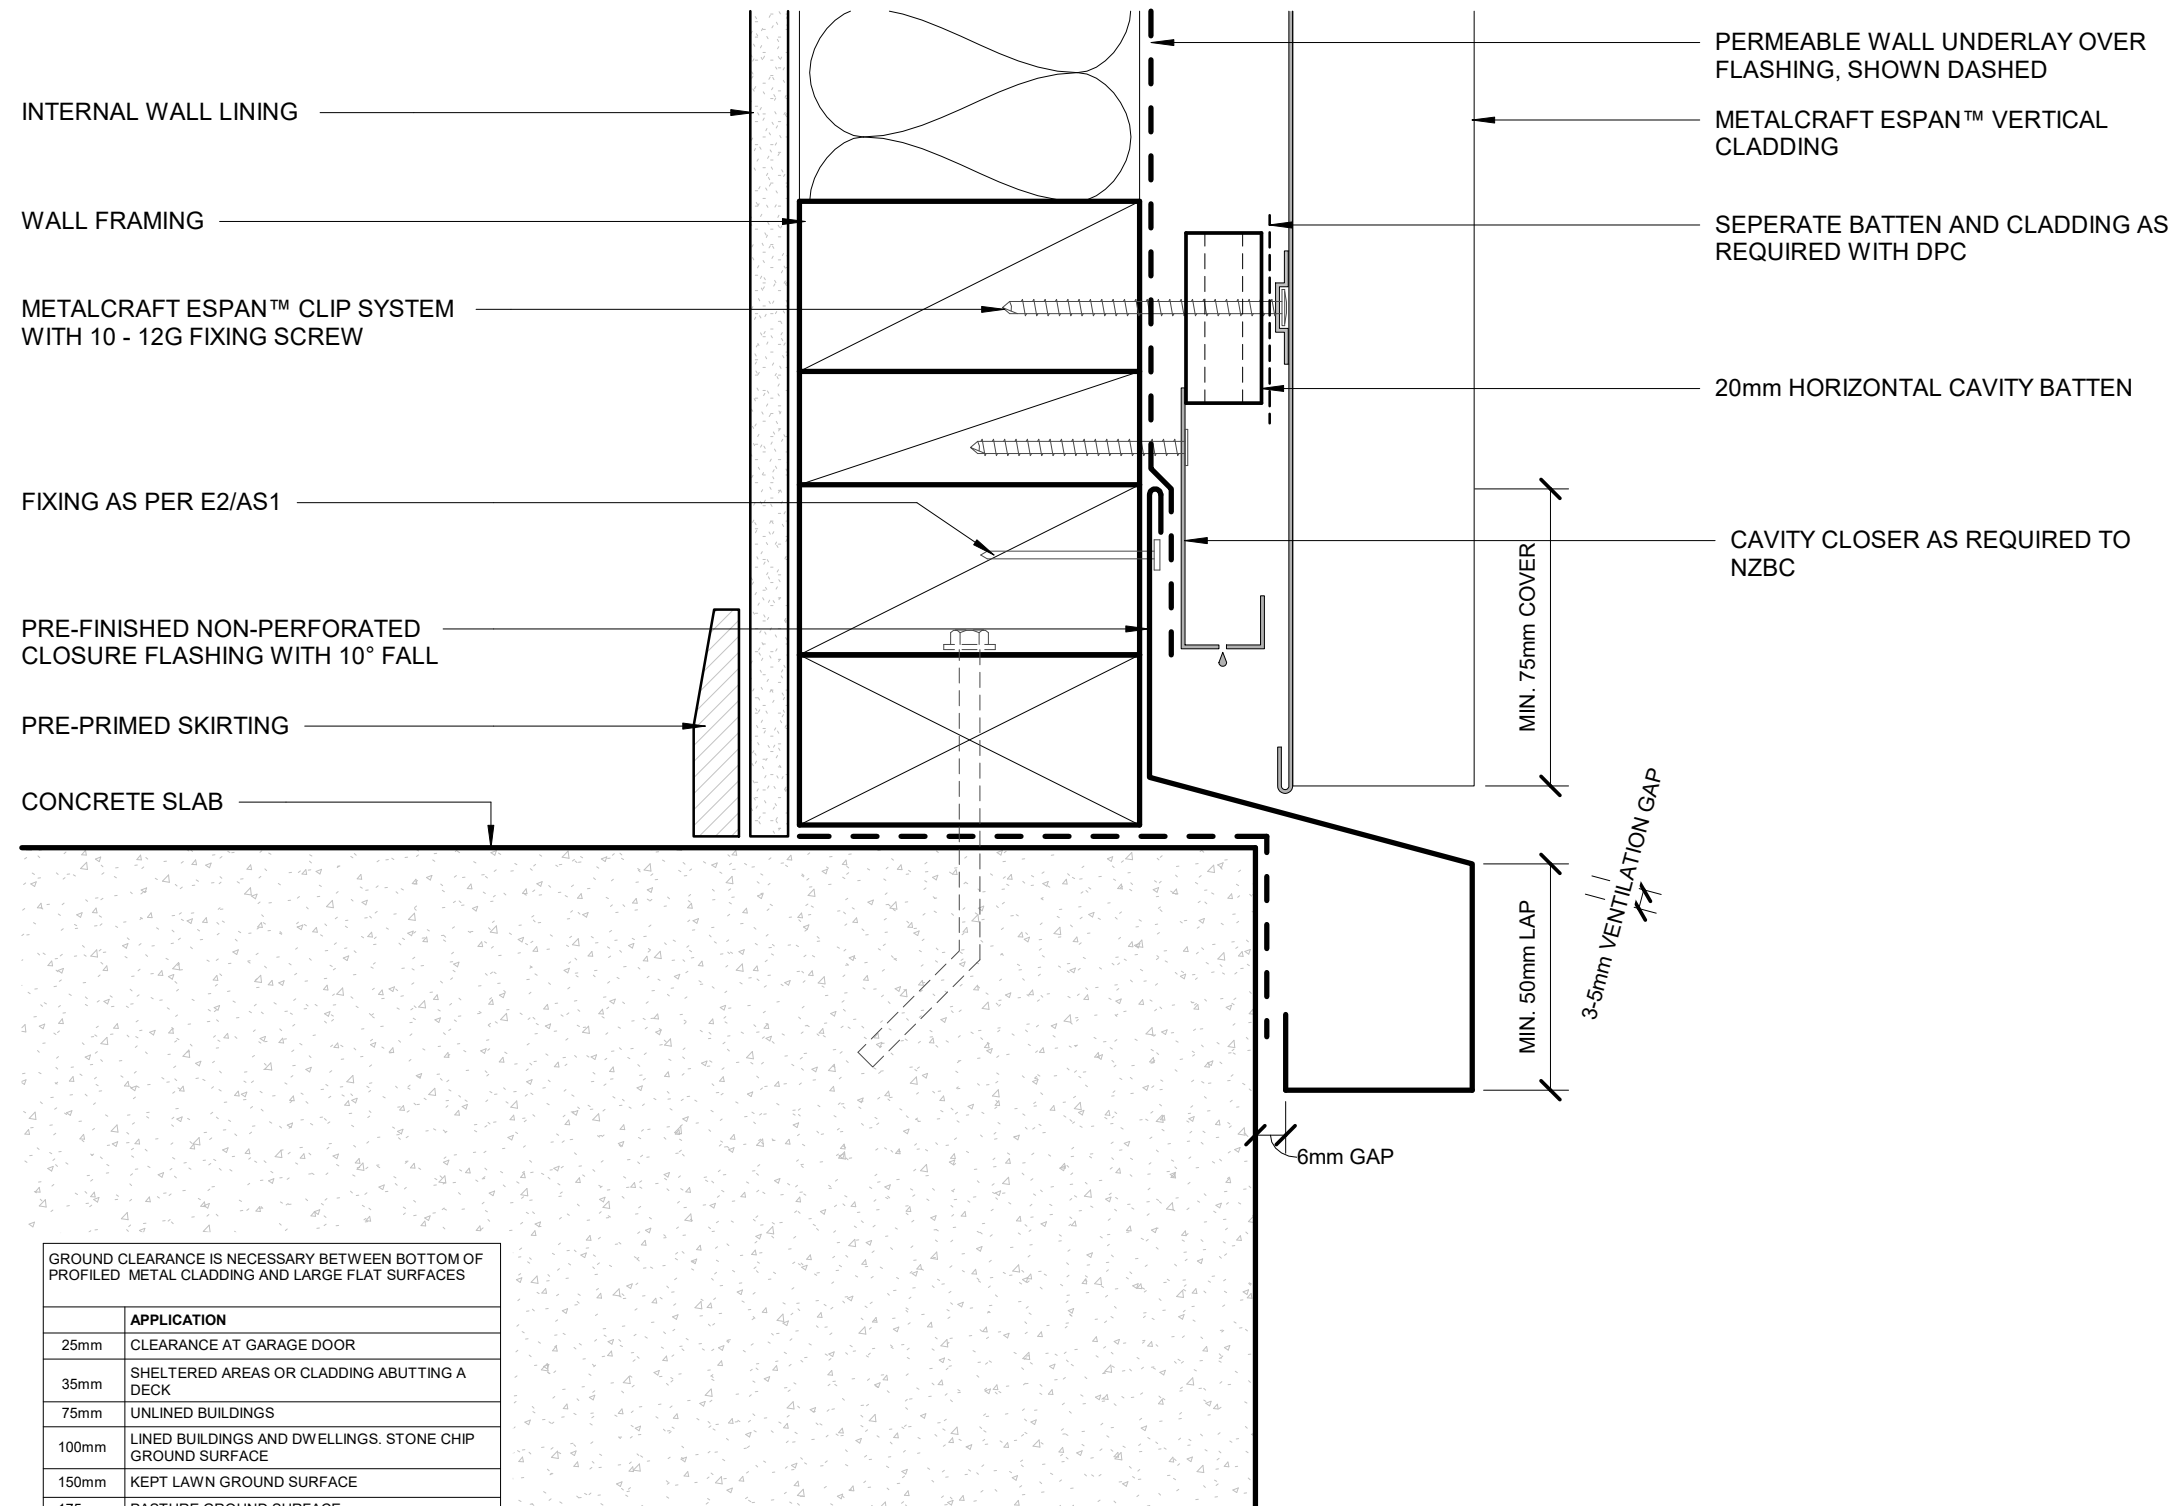 INTERNAL WALL LINING
WALL FRAMING
METALCRAFT ESPAN™ CLIP SYSTEM
WITH 10 - 12G FIXING SCREW
FIXING AS PER E2/AS1
PRE-FINISHED NON-PERFORATED
CLOSURE FLASHING WITH 10° FALL
PRE-PRIMED SKIRTING
CONCRETE SLAB
PERMEABLE WALL UNDERLAY OVER
FLASHING, SHOWN DASHED
METALCRAFT ESPAN™ VERTICAL
CLADDING
SEPERATE BATTEN AND CLADDING AS
REQUIRED WITH DPC
20mm HORIZONTAL CAVITY BATTEN
CAVITY CLOSER AS REQUIRED TO
NZBC
MIN. 75mm COVER
3-5mm VENTILATION GAP
MIN. 50mm LAP
6mm GAP
GROUND CLEARANCE IS NECESSARY BETWEEN BOTTOM OF
PROFILED METAL CLADDING AND LARGE FLAT SURFACES
APPLICATION
25mm CLEARANCE AT GARAGE DOOR
35mm SHELTERED AREAS OR CLADDING ABUTTING A
DECK
75mm UNLINED BUILDINGS
100mm LINED BUILDINGS AND DWELLINGS. STONE CHIP
GROUND SURFACE
150mm KEPT LAWN GROUND SURFACE
175mm PASTURE GROUND SURFACE